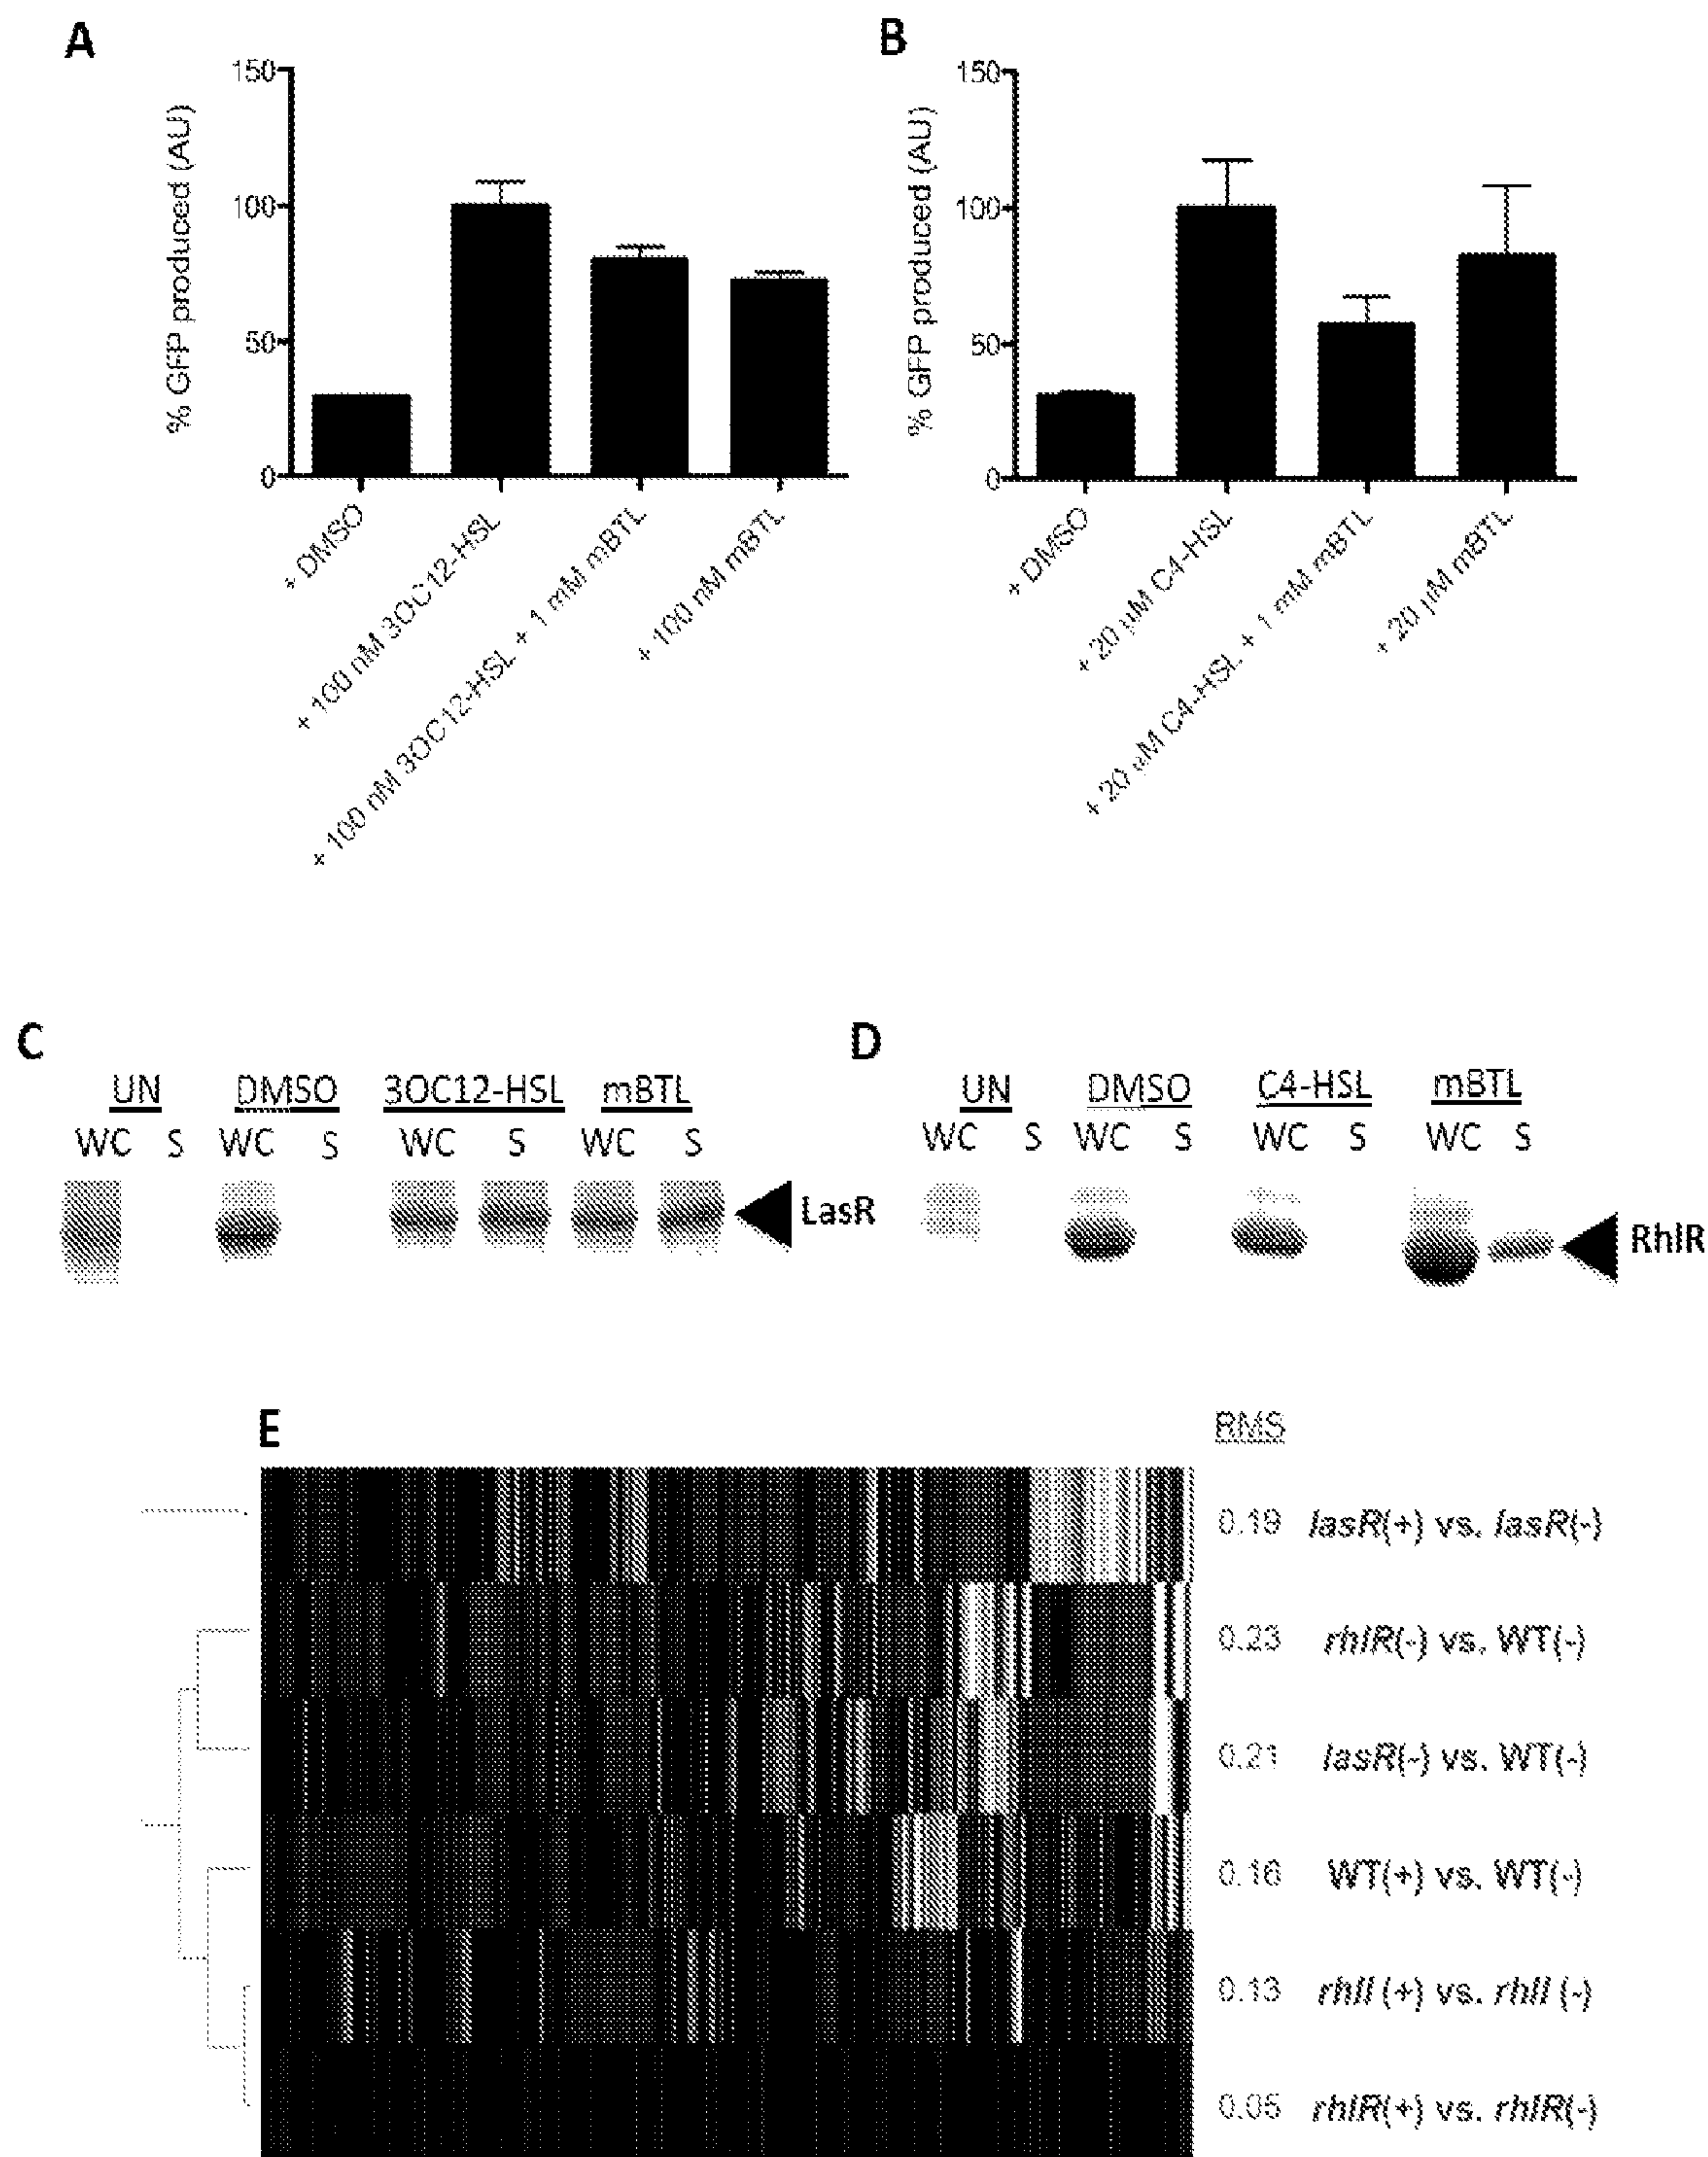 A
B
% GFP produced (AU)
150
100
50
0
+ DMSO
+ 100 nM 3OC12-HSL
+ 100 nM 3OC12-HSL + 1 mM mBTL
+ 100 nM mBTL
% GFP produced (AU)
150
100
50
0
+ DMSO
+ 20 µM C4-HSL
+ 20 µM C4-HSL + 1 mM mBTL
+ 20 µM mBTL
C
UN DMSO 3OC12-HSL mBTL
WC S WC S WC S WC S
LasR
D
UN DMSO C4-HSL mBTL
WC S WC S WC S WC S
RhlR
E
RMS
0.19 lasR(+) vs. lasR(-)
0.23 rhlR(-) vs. WT(-)
0.21 lasR(-) vs. WT(-)
0.16 WT(+) vs. WT(-)
0.13 rhlI (+) vs. rhlI (-)
0.05 rhlR(+) vs. rhlR(-)